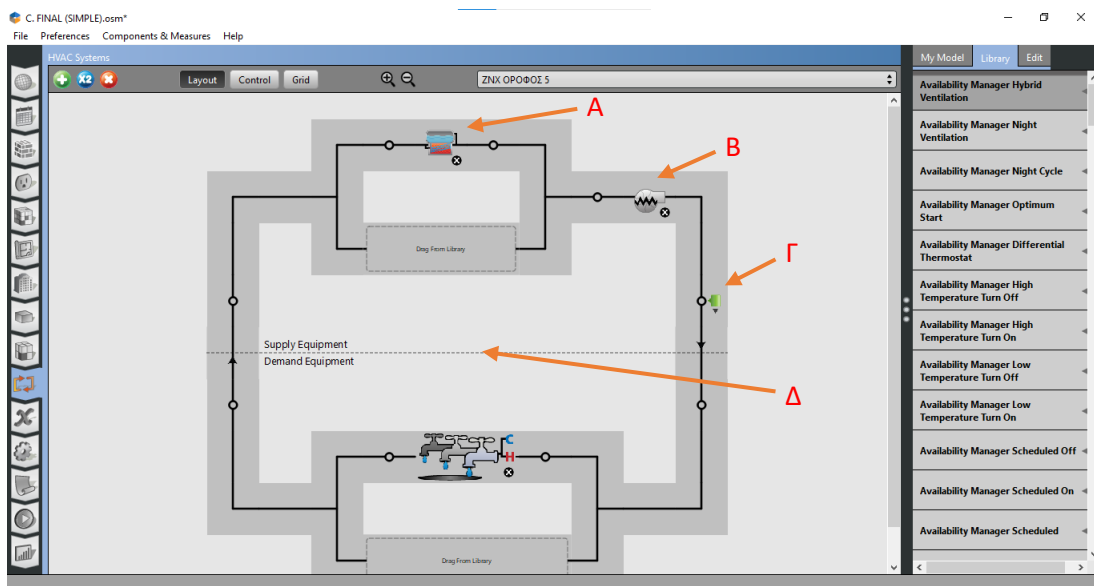 C. FINAL (SIMPLE).osm*
File Preferences Components & Measures Help
HVAC Systems
My Model Library Edit
X2
Layout Control Grid
ΖΝΧ ΟΡΟΦΟΣ 5
Availability Manager Hybrid
Ventilation
Availability Manager Night
Ventilation
Availability Manager Night Cycle
Availability Manager Optimum
Start
Availability Manager Differential
Thermostat
Availability Manager High
Temperature Turn Off
Availability Manager High
Temperature Turn On
Availability Manager Low
Temperature Turn Off
Availability Manager Low
Temperature Turn On
Availability Manager Scheduled Off
Availability Manager Scheduled On
Availability Manager Scheduled
Α
Β
Drag From Library
Γ
Supply Equipment
Demand Equipment
Δ
C
H
Drag From Library